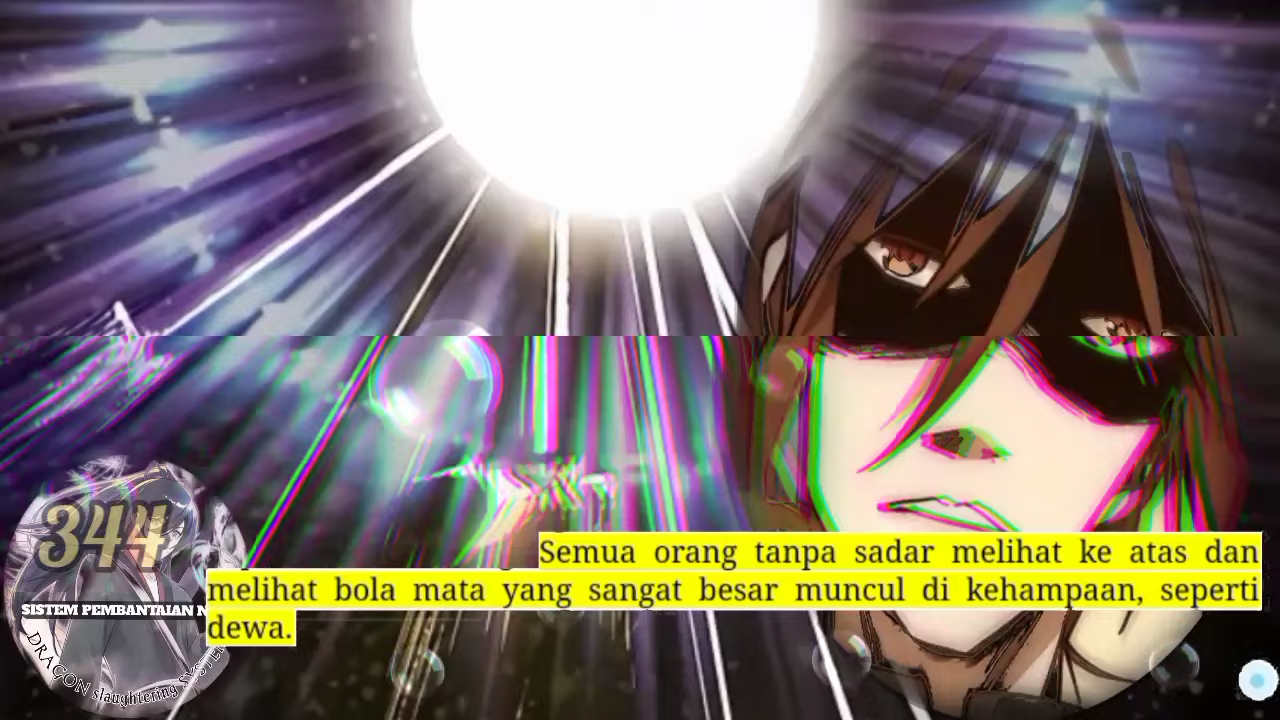 344
SISTEM PEMBANTAIAN N
DRAGON slaughtering SYSTE
Semua orang tanpa sadar melihat ke atas dan
melihat bola mata yang sangat besar muncul di kehampaan, seperti
dewa.